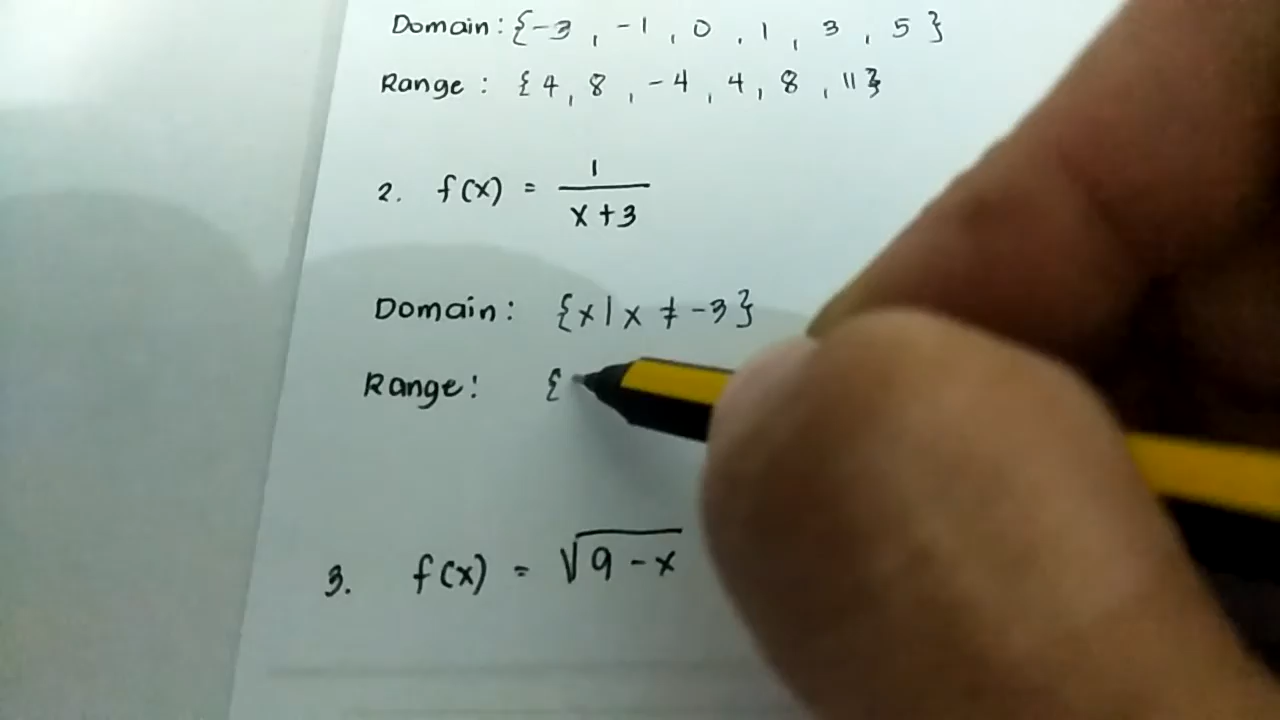 Domain: {-3, -1, 0, 1, 3, 5}
Range: {4, 8, -4, 4, 8, 11}
2. f(x) = 1/(x+3)
Domain: {x|x ≠ -3}
Range: {
3. f(x) = √(9-x)